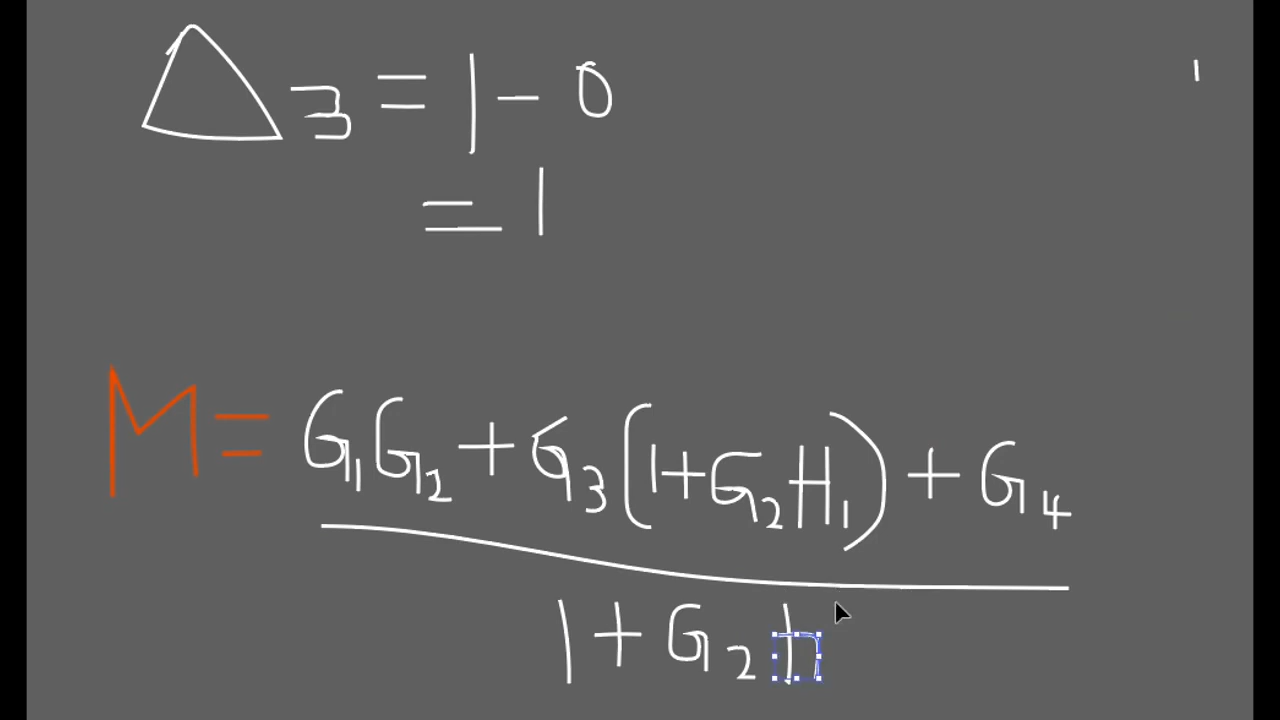 Δ₃ = 1 - 0
= 1
M = G₁G₂ + G₃(1+G₂H₁) + G₄
1 + G₂